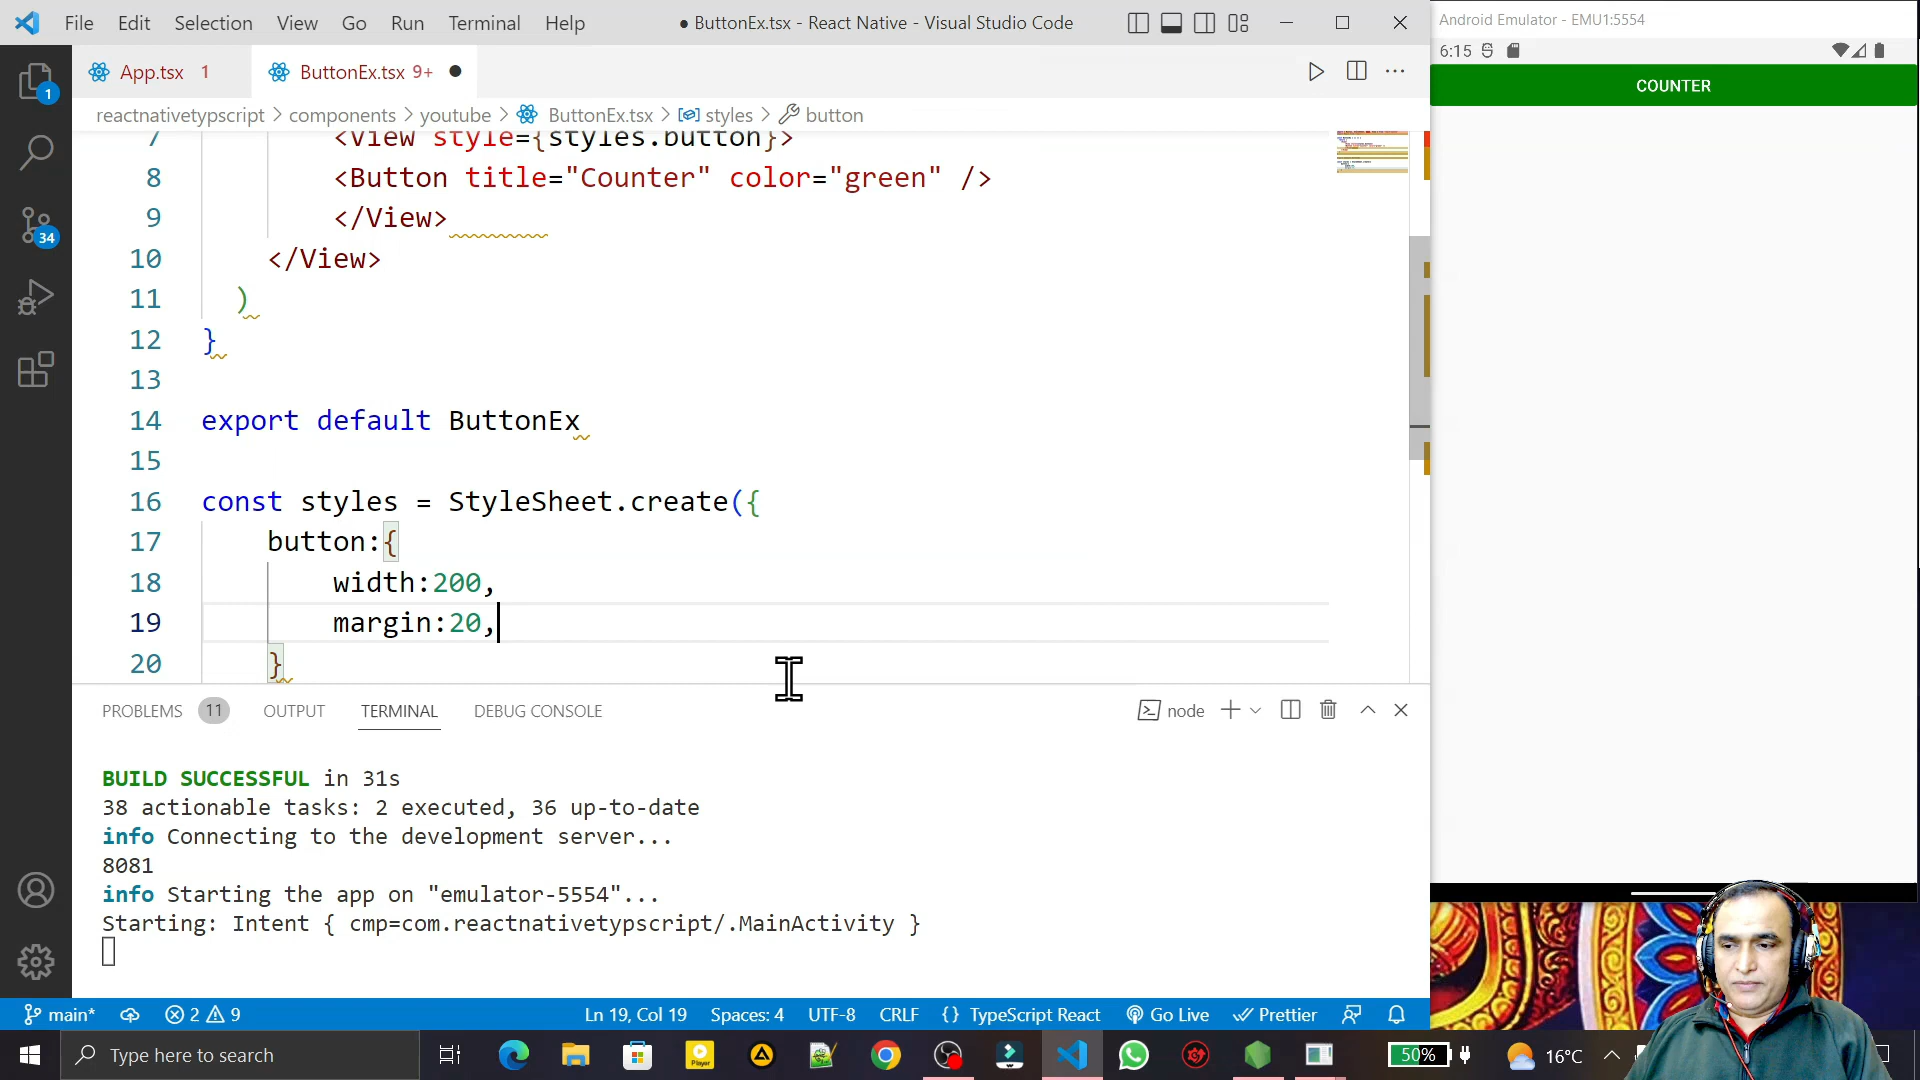 File Edit Selection View Go Run Terminal Help
● ButtonEx.tsx - React Native - Visual Studio Code
Android Emulator - EMU1:5554
6:15
App.tsx 1
ButtonEx.tsx 9+
COUNTER
reactnativetypscript > components > youtube > ButtonEx.tsx > styles > button
7 <View style={styles.button}>
8 <Button title="Counter" color="green" />
9 </View>
10 </View>
11 )
12 }
13
14 export default ButtonEx
15
16 const styles = StyleSheet.create({
17 button:{
18 width:200,
19 margin:20,
20 }
PROBLEMS 11 OUTPUT TERMINAL DEBUG CONSOLE
node
BUILD SUCCESSFUL in 31s
38 actionable tasks: 2 executed, 36 up-to-date
info Connecting to the development server...
8081
info Starting the app on "emulator-5554"...
Starting: Intent { cmp=com.reactnativetypscript/.MainActivity }
1
34
main* 2 9 Ln 19, Col 19 Spaces: 4 UTF-8 CRLF {} TypeScript React Go Live Prettier
Type here to search
Player
50%
16°C